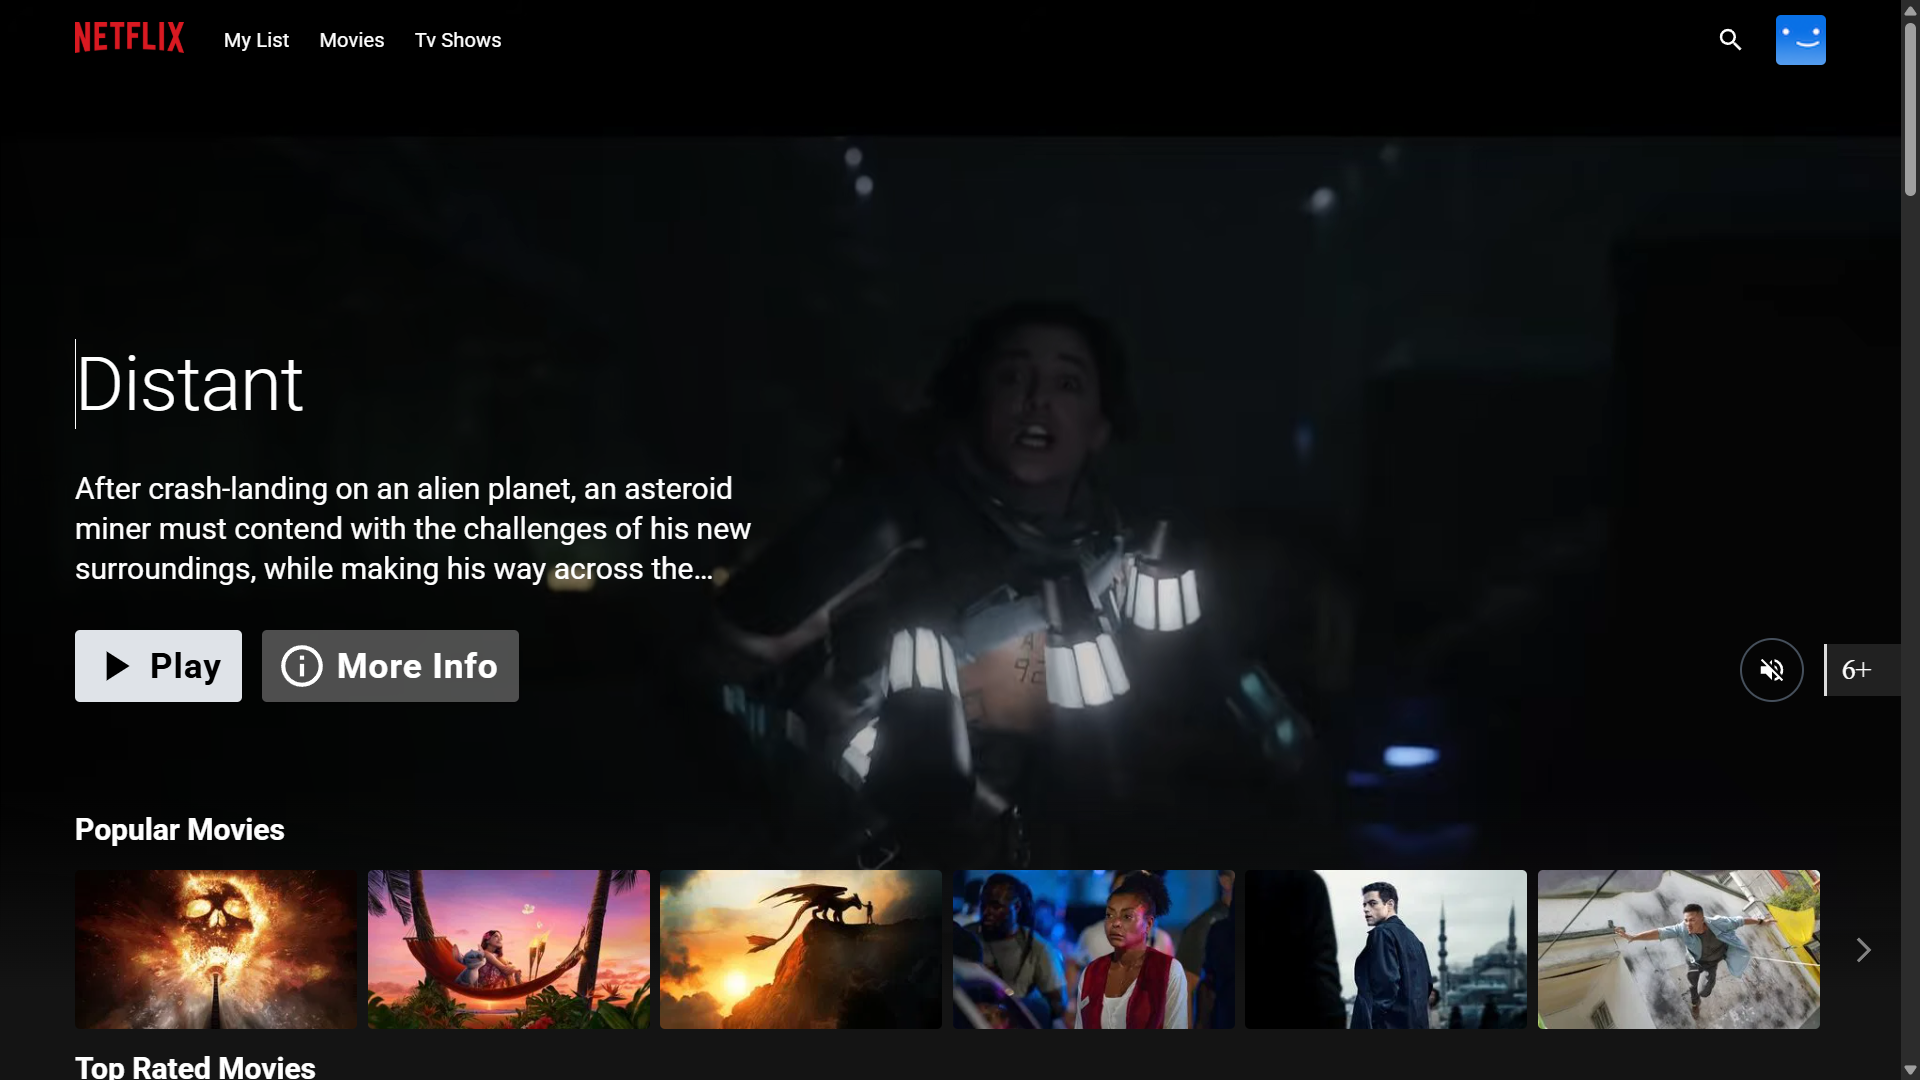 NETFLIX
My List
Movies
Tv Shows
Distant
After crash-landing on an alien planet, an asteroid
miner must contend with the challenges of his new
surroundings, while making his way across the...
Play
More Info
6+
Popular Movies
Top Rated Movies